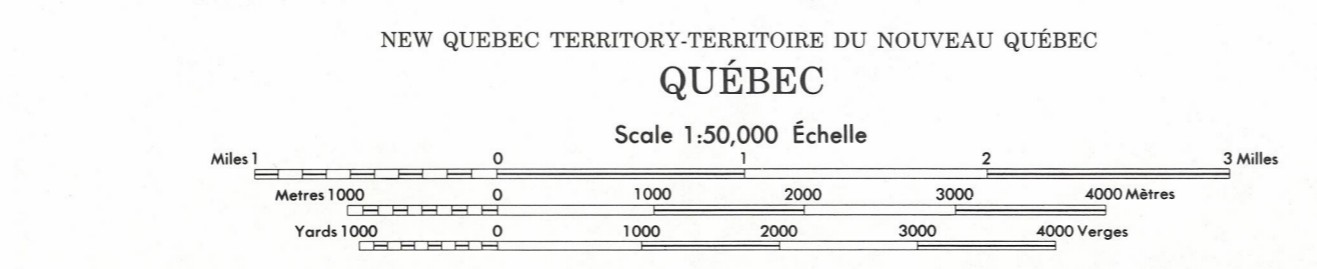 NEW QUEBEC TERRITORY-TERRITOIRE DU NOUVEAU QUÉBEC
QUÉBEC
Scale 1:50,000 Échelle
Miles 1 0 1 2 3 Milles
Metres 1000 0 1000 2000 3000 4000 Mètres
Yards 1000 0 1000 2000 3000 4000 Verges